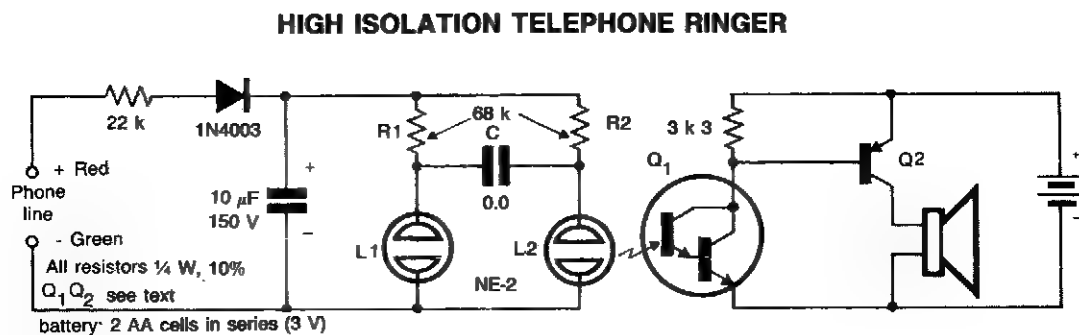 HIGH ISOLATION TELEPHONE RINGER
22 k
1N4003
R1
68 k
C
0.0
R2
3 k 3
Q1
Q2
+ Red
Phone
line
- Green
10 µF
150 V
+
−
L1
L2
NE-2
+
−
All resistors ¼ W, 10%
Q1 Q2 see text
battery: 2 AA cells in series (3 V)